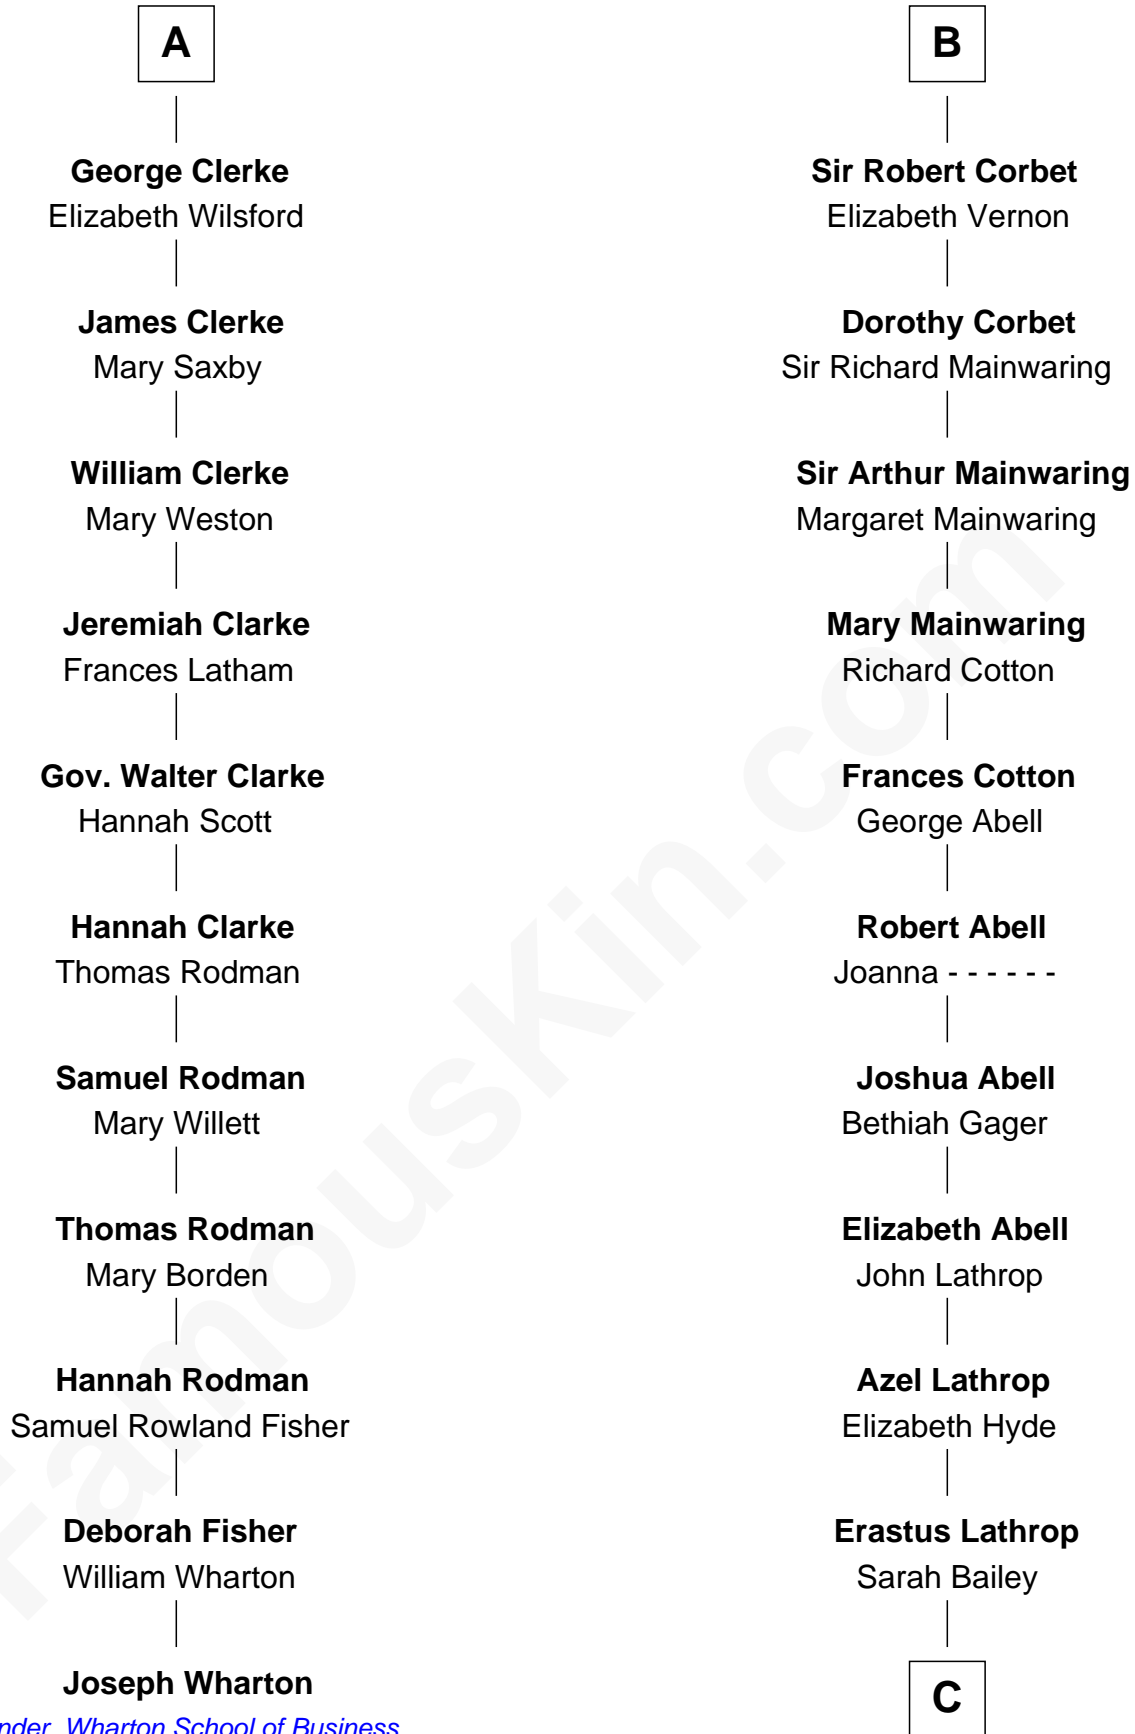 A
George Clerke
Elizabeth Wilsford
James Clerke
Mary Saxby
William Clerke
Mary Weston
Jeremiah Clarke
Frances Latham
Gov. Walter Clarke
Hannah Scott
Hannah Clarke
Thomas Rodman
Samuel Rodman
Mary Willett
Thomas Rodman
Mary Borden
Hannah Rodman
Samuel Rowland Fisher
Deborah Fisher
William Wharton
Joseph Wharton
Wharton School of Business
B
Sir Robert Corbet
Elizabeth Vernon
Dorothy Corbet
Sir Richard Mainwaring
Sir Arthur Mainwaring
Margaret Mainwaring
Mary Mainwaring
Richard Cotton
Frances Cotton
George Abell
Robert Abell
Joanna - - - - - -
Joshua Abell
Bethiah Gager
Elizabeth Abell
John Lathrop
Azel Lathrop
Elizabeth Hyde
Erastus Lathrop
Sarah Bailey
C
FamousKin.com